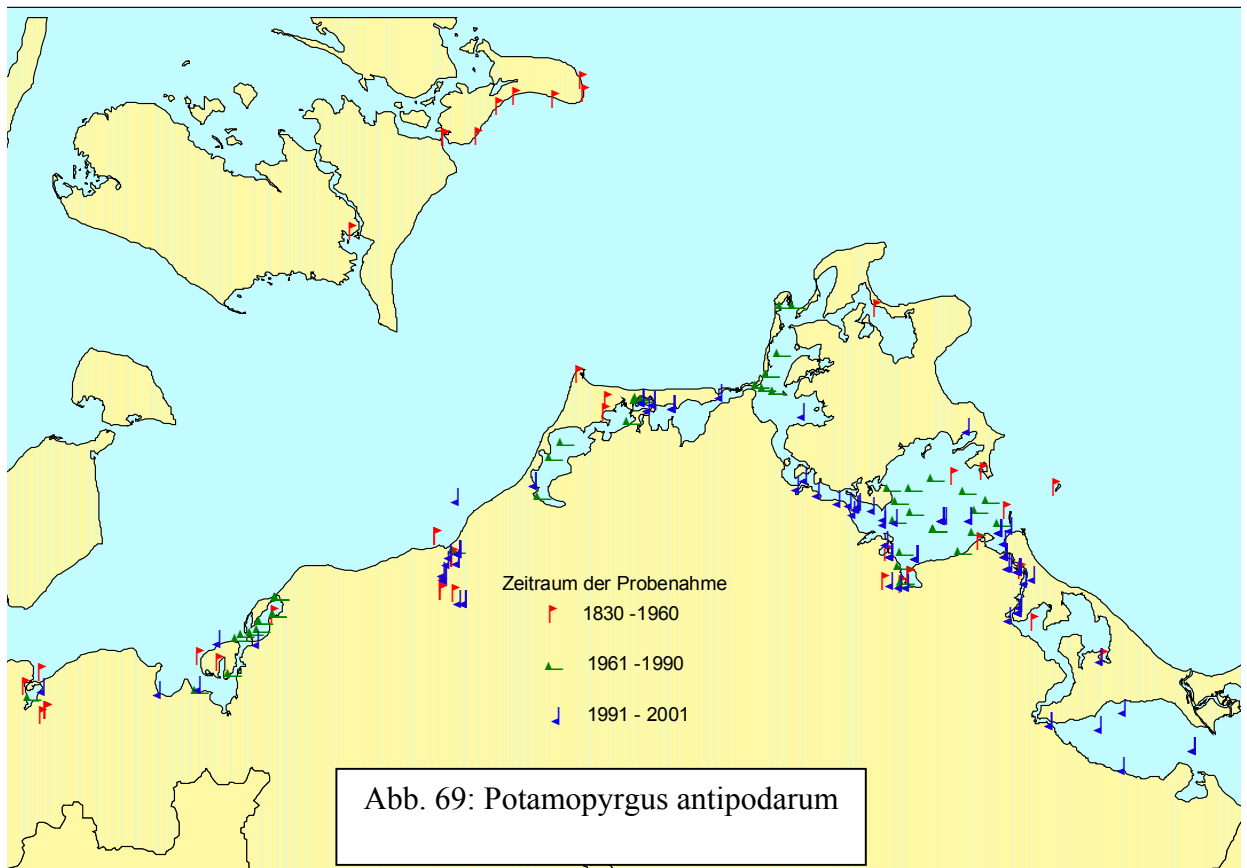 Zeitraum der Probenahme
1830 -1960
1961 -1990
1991 - 2001
Abb. 69: Potamopyrgus antipodarum